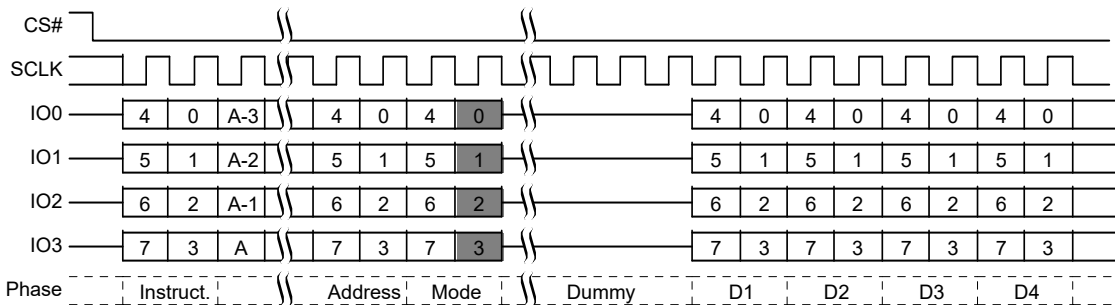 CS#
SCLK
IO0 4 0 A-3 4 0 4 0 4 0 4 0 4 0 4 0
IO1 5 1 A-2 5 1 5 1 5 1 5 1 5 1 5 1
IO2 6 2 A-1 6 2 6 2 6 2 6 2 6 2 6 2
IO3 7 3 A 7 3 7 3 7 3 7 3 7 3 7 3
Phase Instruct. Address Mode Dummy D1 D2 D3 D4